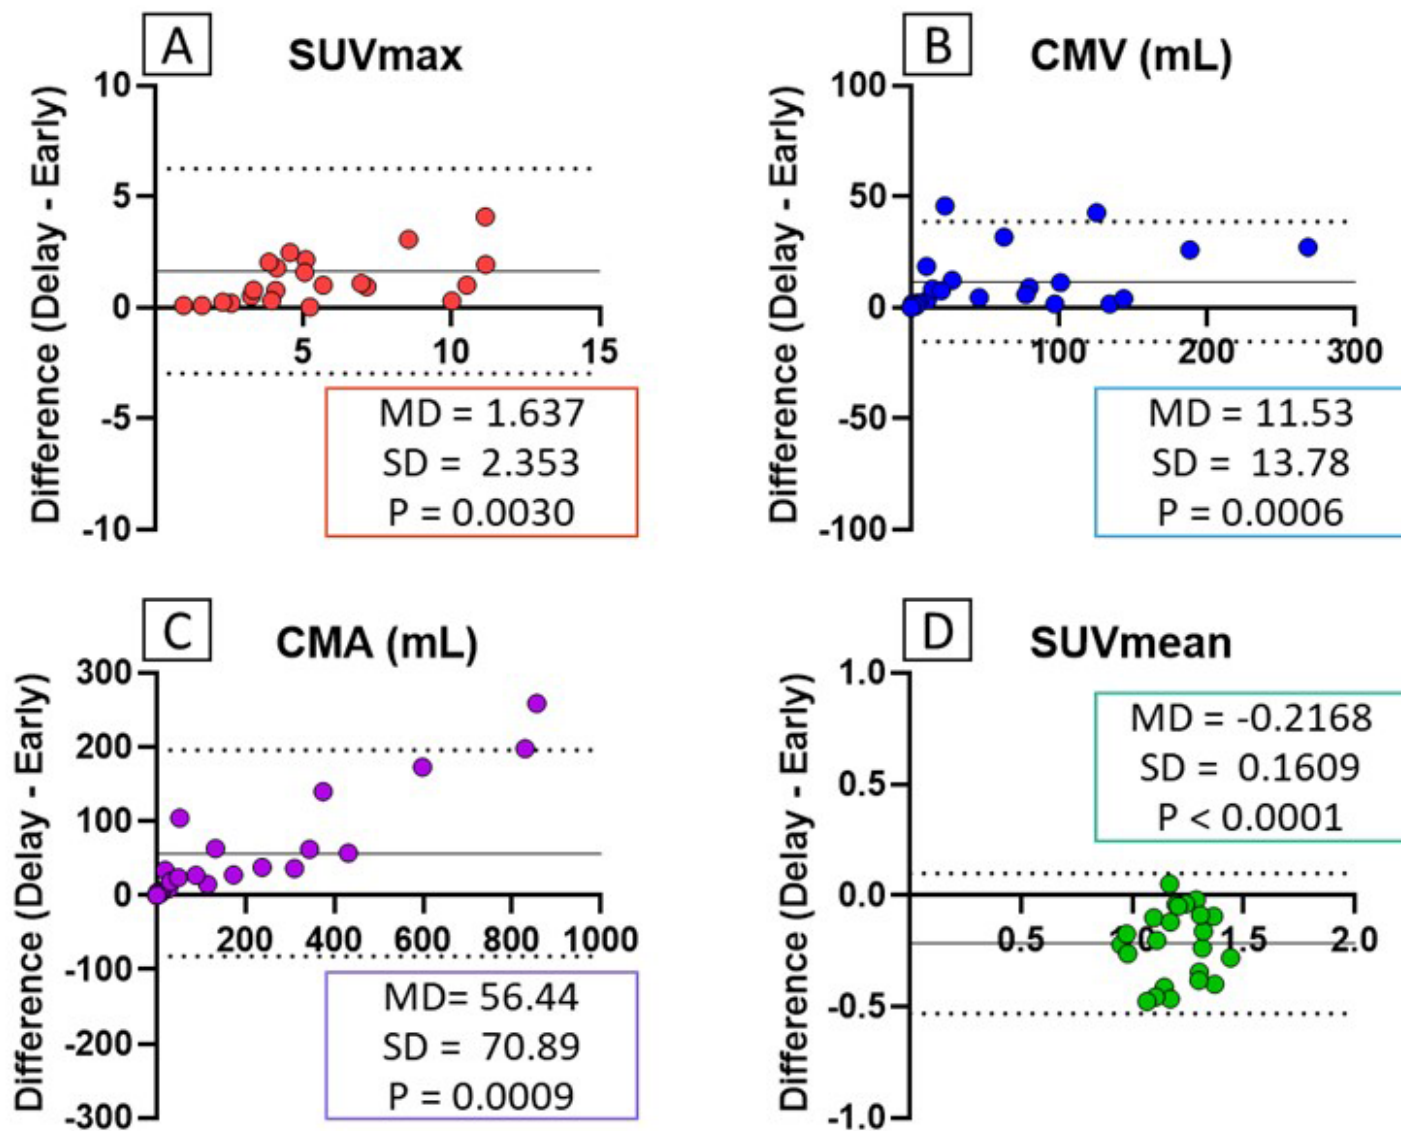 A
SUVmax
Difference (Delay - Early)
10
5
0
-5
-10
5
10
15
MD = 1.637
SD = 2.353
P = 0.0030
B
CMV (mL)
Difference (Delay - Early)
100
50
0
-50
-100
100
200
300
MD = 11.53
SD = 13.78
P = 0.0006
C
CMA (mL)
Difference (Delay - Early)
300
200
100
0
-100
-200
-300
200
400
600
800
1000
MD= 56.44
SD = 70.89
P = 0.0009
D
SUVmean
Difference (Delay - Early)
1.0
0.5
0.0
-0.5
-1.0
0.5
1.0
1.5
2.0
MD = -0.2168
SD = 0.1609
P < 0.0001